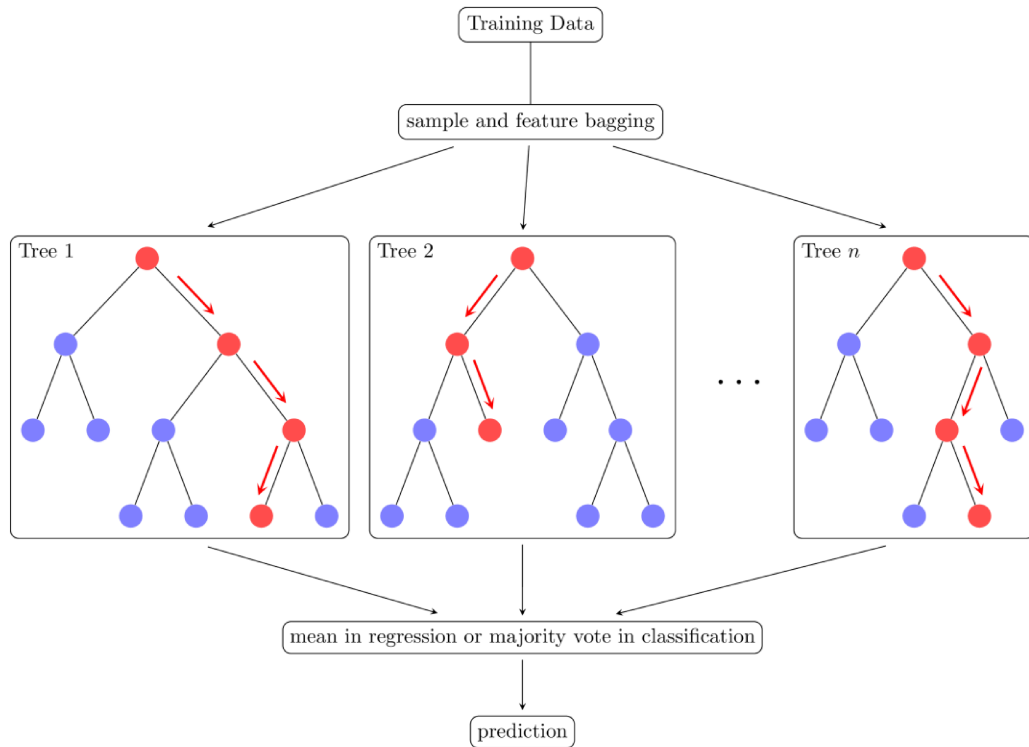 Training Data
sample and feature bagging
Tree 1
Tree 2
Tree n
. . .
mean in regression or majority vote in classification
prediction